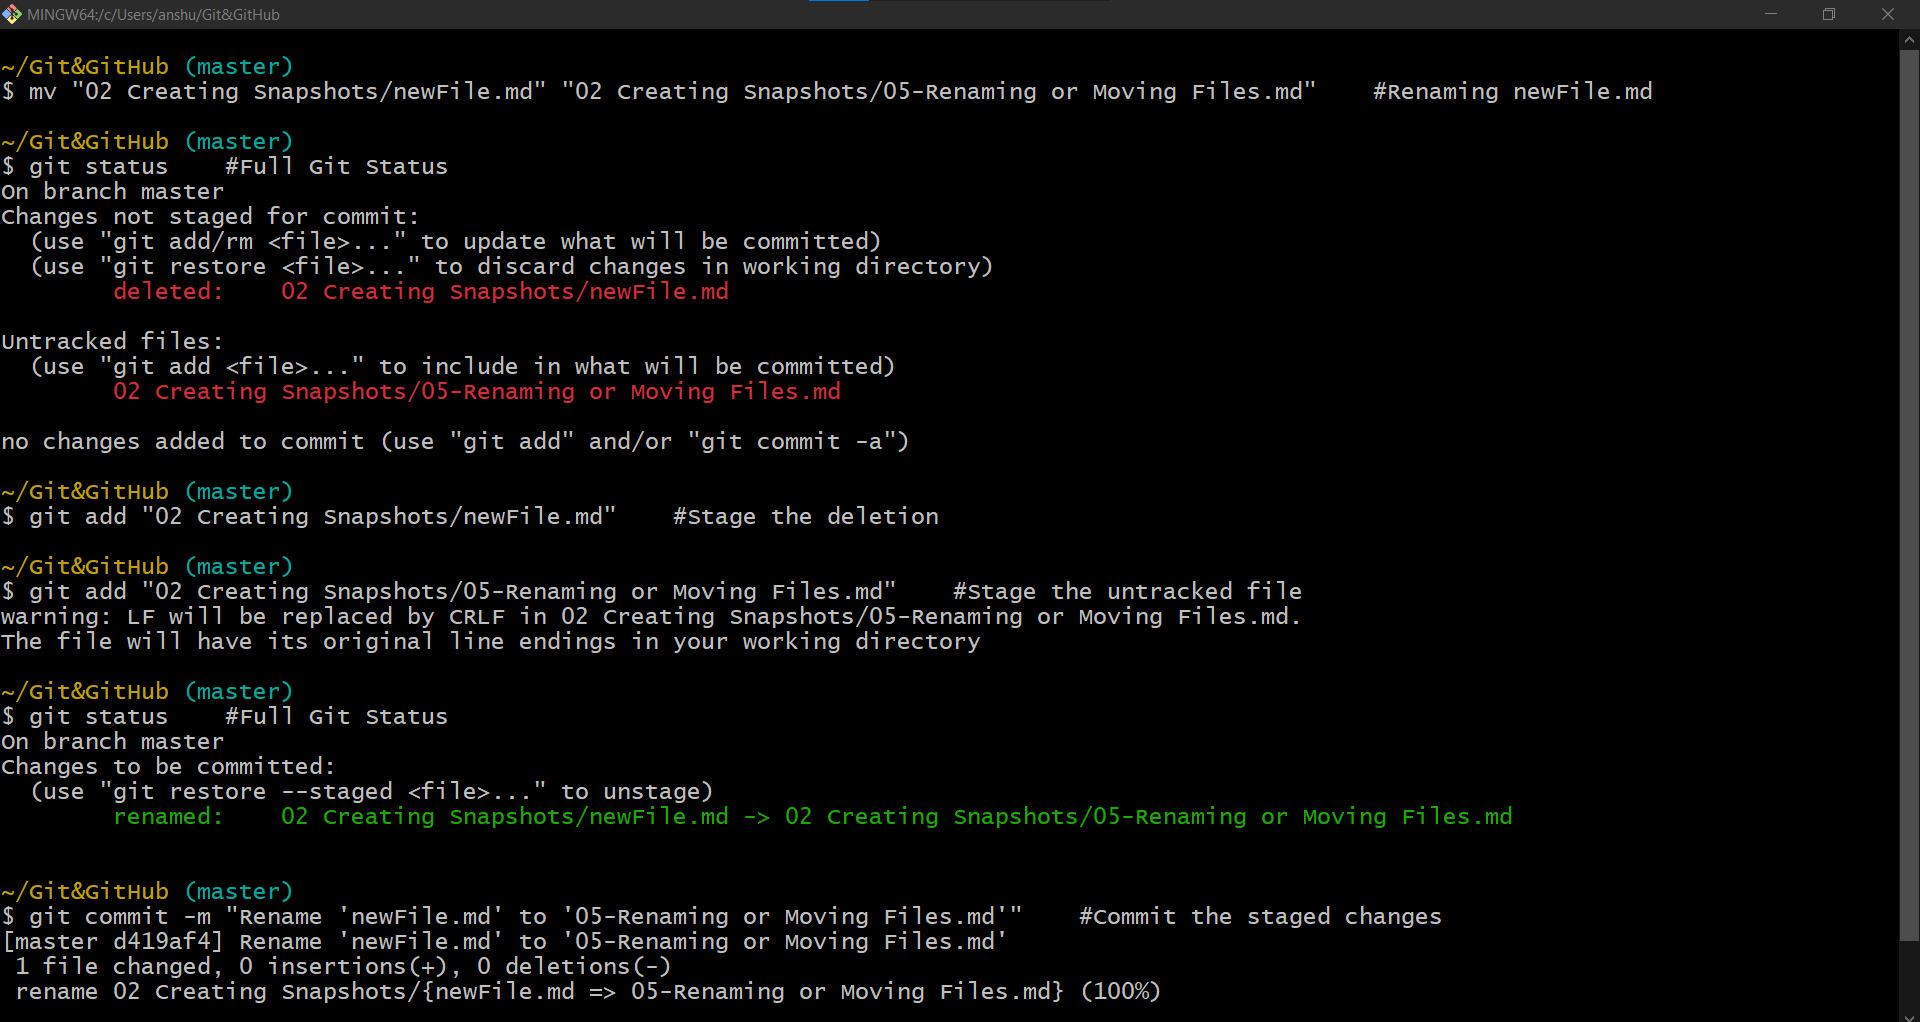 MINGW64:/c/Users/anshu/Git&GitHub
~/Git&GitHub (master)
$ mv "02 Creating Snapshots/newFile.md" "02 Creating Snapshots/05-Renaming or Moving Files.md"    #Renaming newFile.md
~/Git&GitHub (master)
$ git status    #Full Git Status
On branch master
Changes not staged for commit:
  (use "git add/rm <file>..." to update what will be committed)
  (use "git restore <file>..." to discard changes in working directory)
        deleted:    02 Creating Snapshots/newFile.md
Untracked files:
  (use "git add <file>..." to include in what will be committed)
        02 Creating Snapshots/05-Renaming or Moving Files.md
no changes added to commit (use "git add" and/or "git commit -a")
~/Git&GitHub (master)
$ git add "02 Creating Snapshots/newFile.md"    #Stage the deletion
~/Git&GitHub (master)
$ git add "02 Creating Snapshots/05-Renaming or Moving Files.md"    #Stage the untracked file
warning: LF will be replaced by CRLF in 02 Creating Snapshots/05-Renaming or Moving Files.md.
The file will have its original line endings in your working directory
~/Git&GitHub (master)
$ git status    #Full Git Status
On branch master
Changes to be committed:
  (use "git restore --staged <file>..." to unstage)
        renamed:    02 Creating Snapshots/newFile.md -> 02 Creating Snapshots/05-Renaming or Moving Files.md
~/Git&GitHub (master)
$ git commit -m "Rename 'newFile.md' to '05-Renaming or Moving Files.md'"    #Commit the staged changes
[master d419af4] Rename 'newFile.md' to '05-Renaming or Moving Files.md'
 1 file changed, 0 insertions(+), 0 deletions(-)
 rename 02 Creating Snapshots/{newFile.md => 05-Renaming or Moving Files.md} (100%)